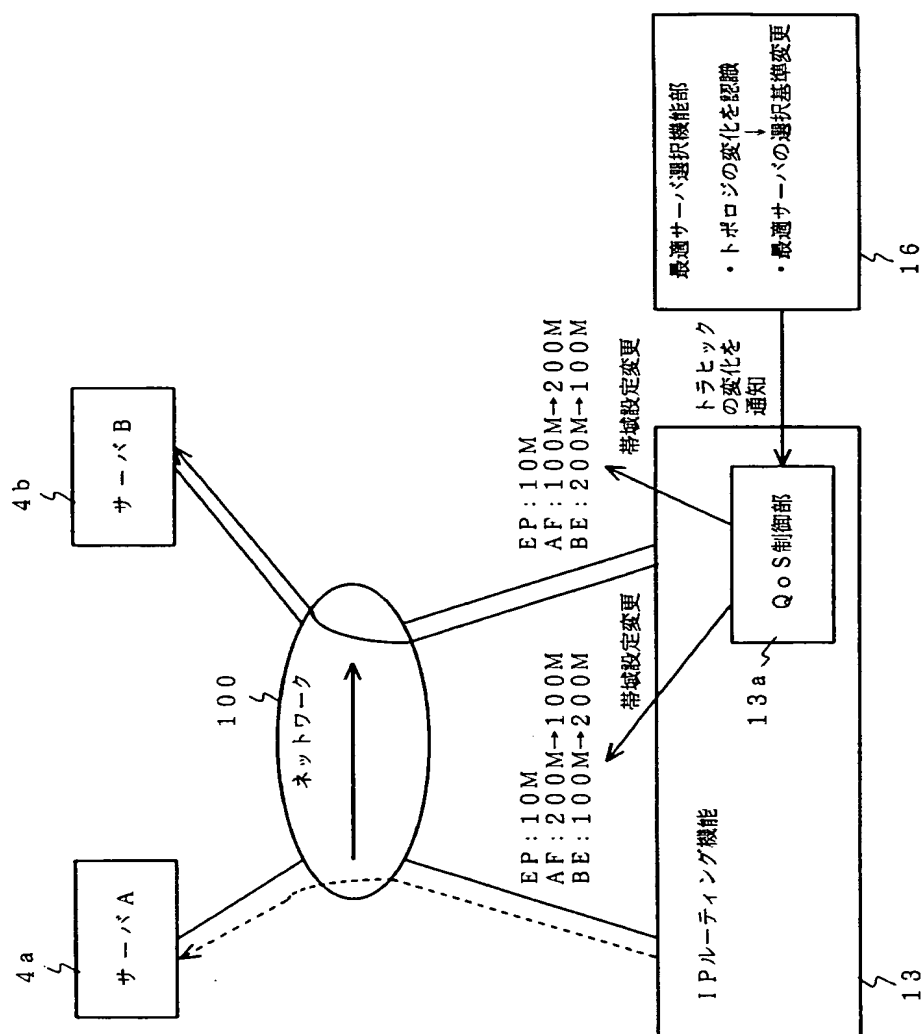 4a
サーバA
4b
サーバB
100
ネットワーク
EP:10M
AF:200M→100M
BE:100M→200M
帯域設定変更
EP:10M
AF:100M→200M
BE:200M→100M
帯域設定変更
IPルーティング機能
13
QoS制御部
13a
トラヒック
の変化を
通知
最適サーバ選択機能部
・トポロジの変化を認識
↓
・最適サーバの選択基準変更
16